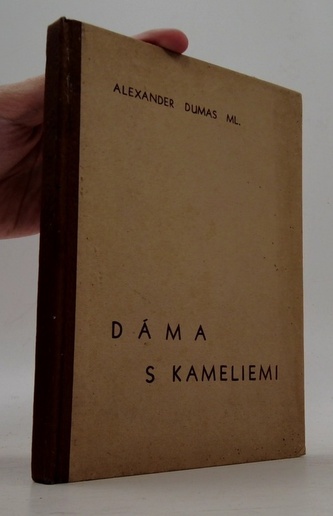 ALEXANDER DUMAS ML.
DÁMA
S KAMELIEMI